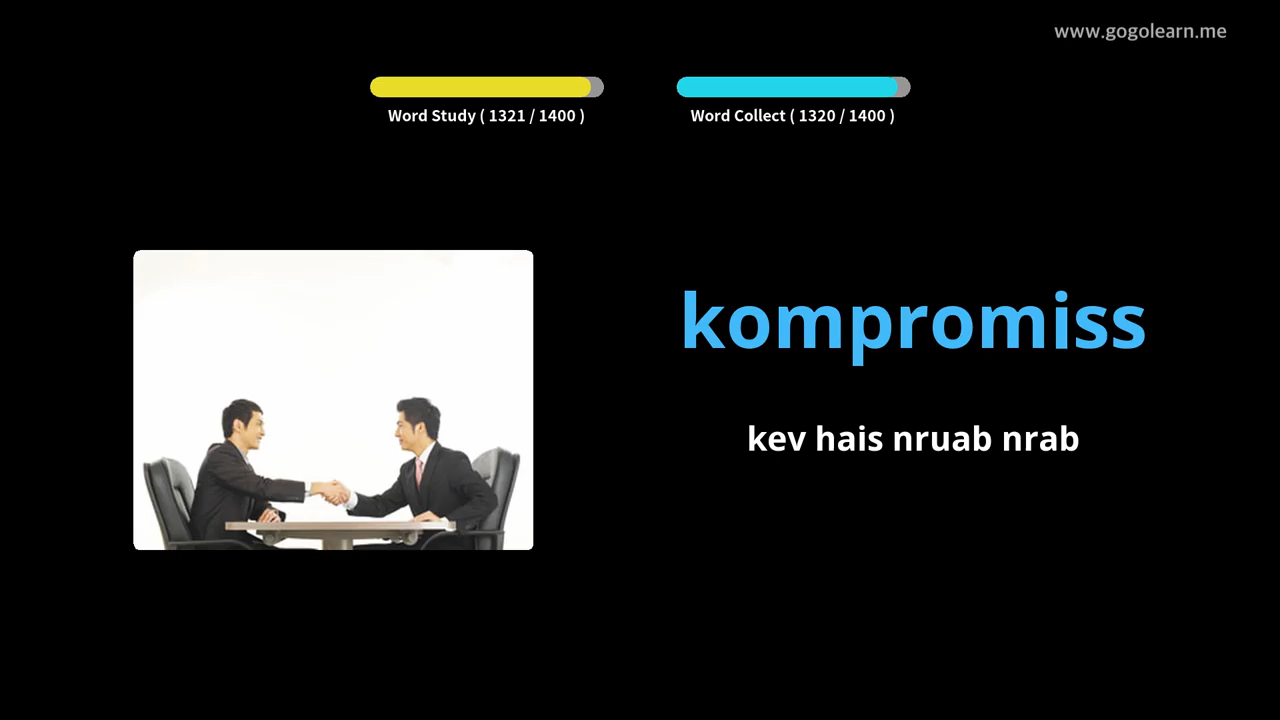 www.gogolearn.me
Word Study ( 1321 / 1400 )
Word Collect ( 1320 / 1400 )
kompromiss
kev hais nruab nrab